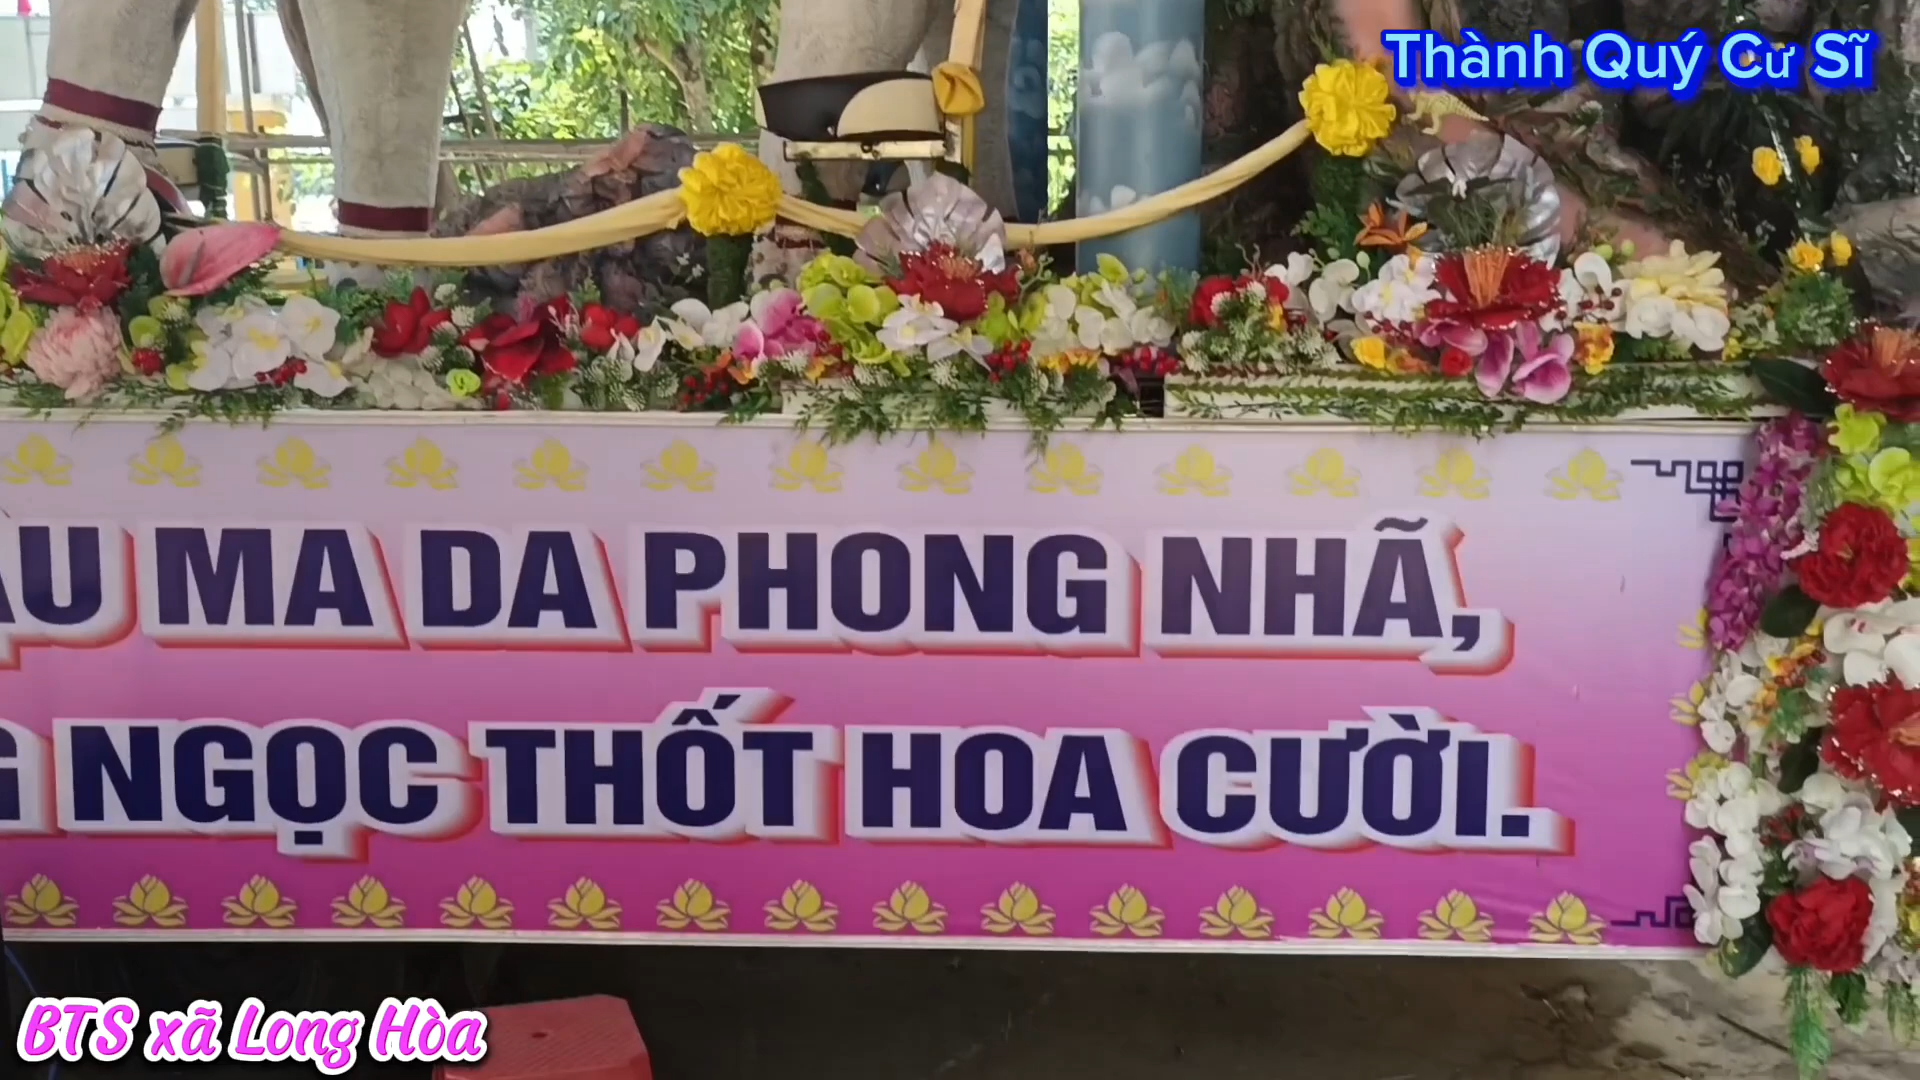 Thành Quý Cư Sĩ
MA DA PHONG NHÃ,
NGỌC THỐT HOA CƯỜI.
BTS xã Long Hòa